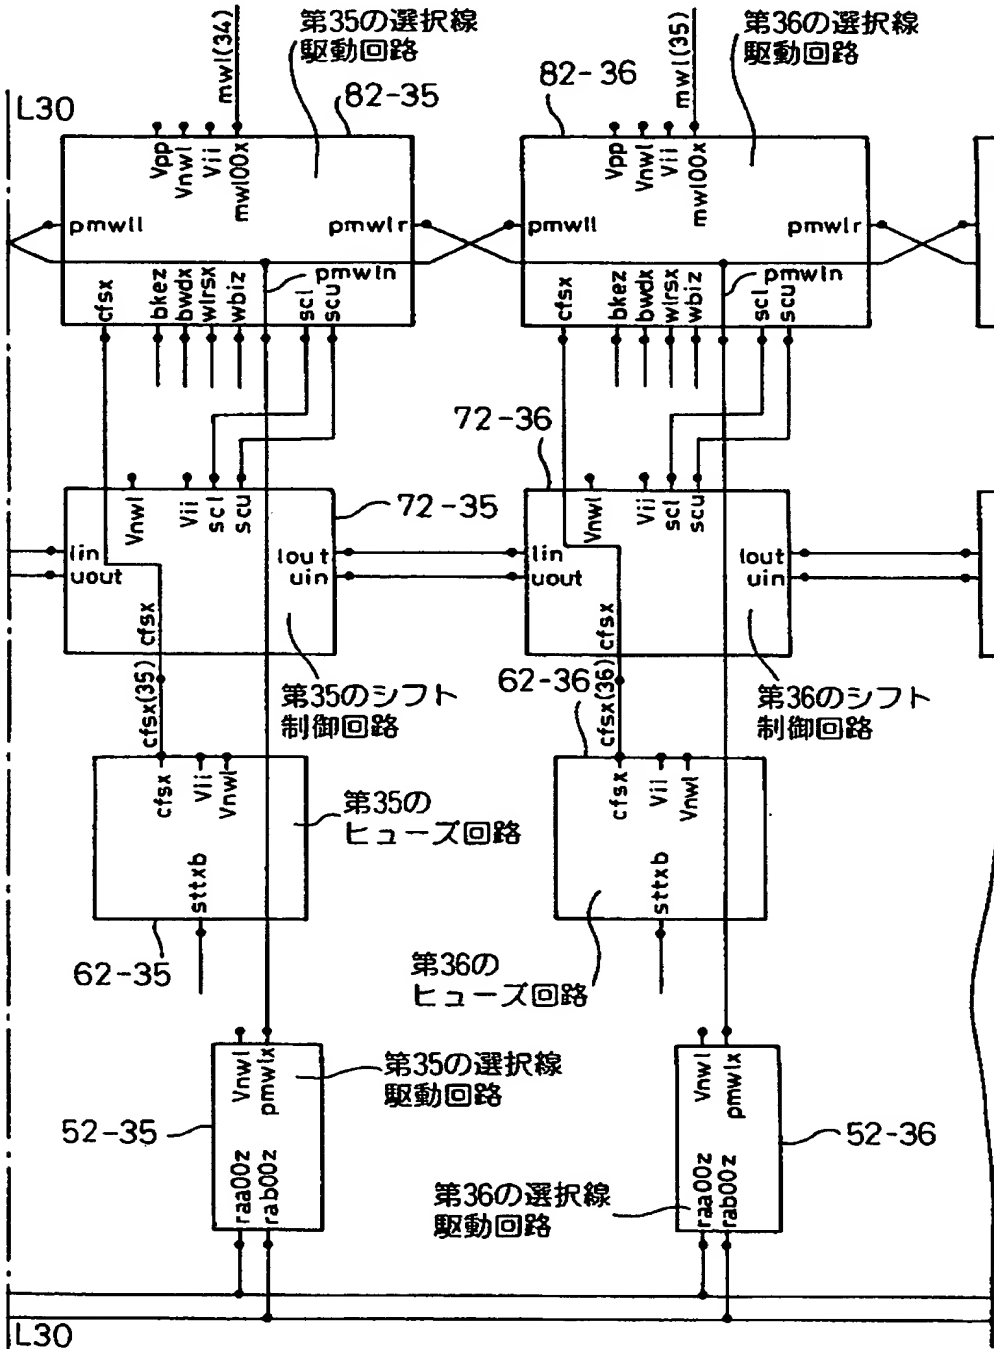 L30
mwl(34)
第35の選択線
駆動回路
82-35
Vpp
Vnwl
Vii
mwl00x
pmwll
pmwlr
pmwln
cfsx
bkez
bwdx
wlrsx
wbiz
scl
scu
mwl(35)
第36の選択線
駆動回路
82-36
Vpp
Vnwl
Vii
mwl00x
pmwll
pmwlr
pmwln
cfsx
bkez
bwdx
wlrsx
wbiz
scl
scu
Vnwl
Vii
scl
scu
72-35
lin
uout
lout
uin
cfsx
第35のシフト
制御回路
72-36
Vnwl
Vii
scl
scu
lin
uout
lout
uin
cfsx
第36のシフト
制御回路
cfsx(35)
cfsx
Vii
Vnwl
第35の
ヒューズ回路
sttxb
62-35
62-36
cfsx(36)
cfsx
Vii
Vnwl
sttxb
第36の
ヒューズ回路
Vnwl
pmwlx
第35の選択線
駆動回路
52-35
raa00z
rab00z
Vnwl
pmwlx
52-36
第36の選択線
駆動回路
raa00z
rab00z
L30